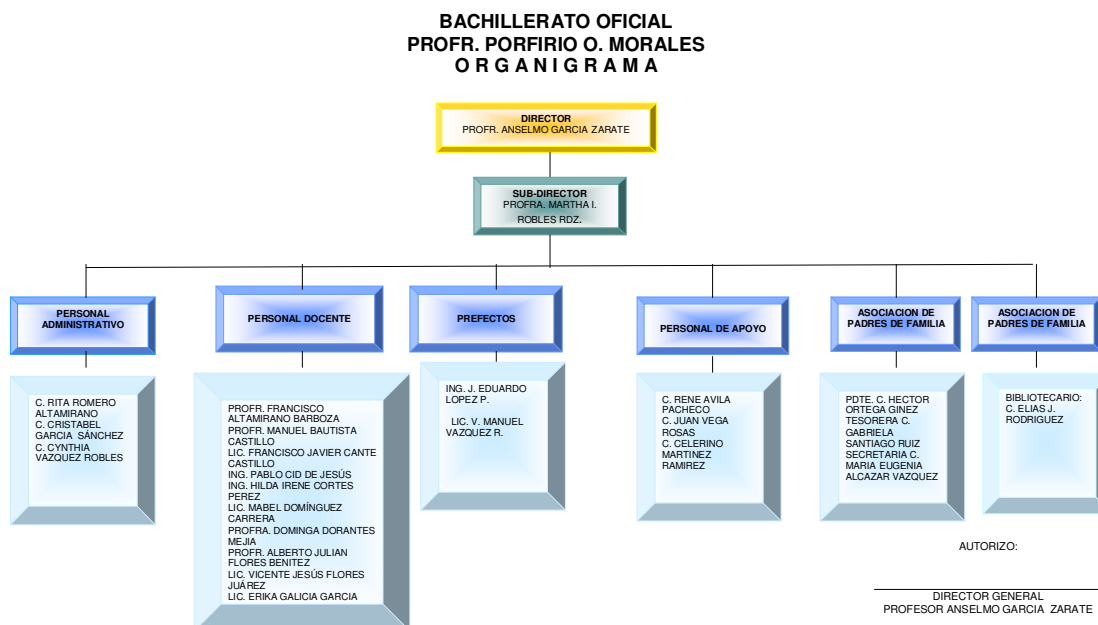 BACHILLERATO OFICIAL
PROFR. PORFIRIO O. MORALES
O R G A N I G R A M A
DIRECTOR
PROFR. ANSELMO GARCIA ZARATE
SUB-DIRECTOR
PROFRA. MARTHA I.
ROBLES RDZ.
PERSONAL
ADMINISTRATIVO
PERSONAL DOCENTE
PREFECTOS
PERSONAL DE APOYO
ASOCIACION DE
PADRES DE FAMILIA
ASOCIACION DE
PADRES DE FAMILIA
C. RITA ROMERO
ALTAMIRANO
C. CRISTABEL
GARCIA SÁNCHEZ
C. CYNTHIA
VAZQUEZ ROBLES
PROFR. FRANCISCO
ALTAMIRANO BARBOZA
PROFR. MANUEL BAUTISTA
CASTILLO
LIC. FRANCISCO JAVIER CANTE
CASTILLO
ING. PABLO CID DE JESÚS
ING. HILDA IRENE CORTES
PEREZ
LIC. MABEL DOMÍNGUEZ
CARRERA
PROFRA. DOMINGA DORANTES
MEJIA
PROFR. ALBERTO JULIAN
FLORES BENITEZ
LIC. VICENTE JESÚS FLORES
JUÁREZ
LIC. ERIKA GALICIA GARCIA
ING. J. EDUARDO
LOPEZ P.
LIC. V. MANUEL
VAZQUEZ R.
C. RENE AVILA
PACHECO
C. JUAN VEGA
ROSAS
C. CELERINO
MARTINEZ
RAMIREZ
PDTE. C. HECTOR
ORTEGA GINEZ
TESORERA C.
GABRIELA
SANTIAGO RUIZ
SECRETARIA C.
MARIA EUGENIA
ALCAZAR VAZQUEZ
BIBLIOTECARIO:
C. ELIAS J.
RODRIGUEZ
AUTORIZO:
DIRECTOR GENERAL
PROFESOR ANSELMO GARCIA ZARATE